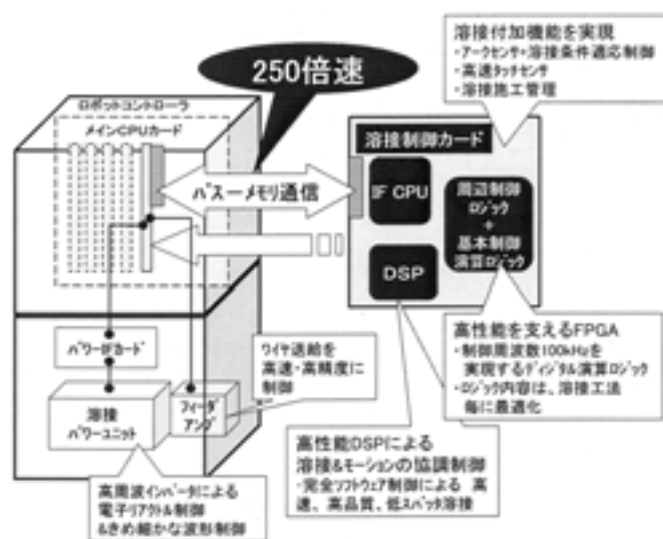 溶接付加機能を実現
・アークセンサ+溶接条件適応制御
・高速タッチセンサ
・溶接施工管理
250倍速
ロボットコントローラ
メインCPUカード
溶接制御カード
バス－メモリ通信
IF CPU
周辺制御
ロジック
+
基本制御
演算ロジック
DSP
高性能を支えるFPGA
・制御周波数100kHzを
実現するディジタル演算ロジック
・ロジック内容は、溶接工法
毎に最適化
パワーIFカード
ワイヤ送給を
高速・高精度に
制御
溶接
パワーユニット
フィーダ
アンプ
高性能DSPによる
溶接&モーションの協調制御
・完全ソフトウェア制御による 高
速、高品質、低スパッタ溶接
高周波インバータによる
電子リアクトル制御
&きめ細かな波形制御